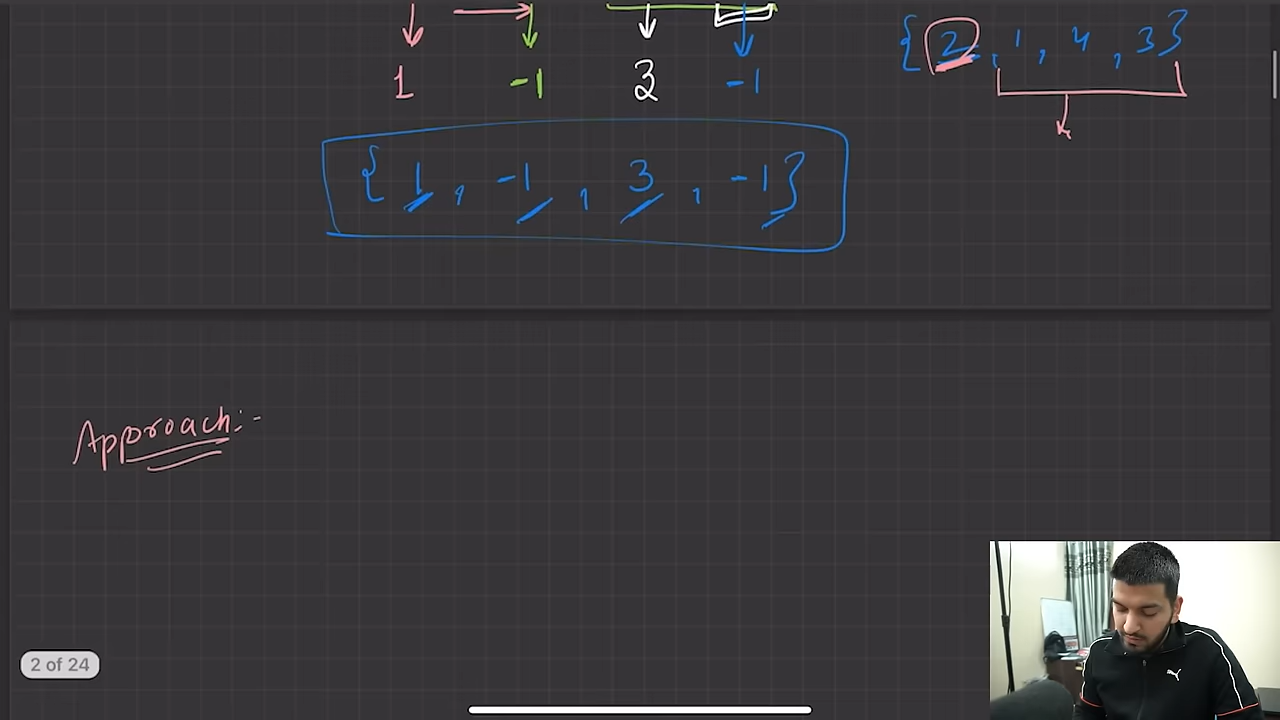 1 -1 3 -1
{ 2 , 1 , 4 , 3 }
{ 1 , -1 , 3 , -1 }
Approach:-
2 of 24